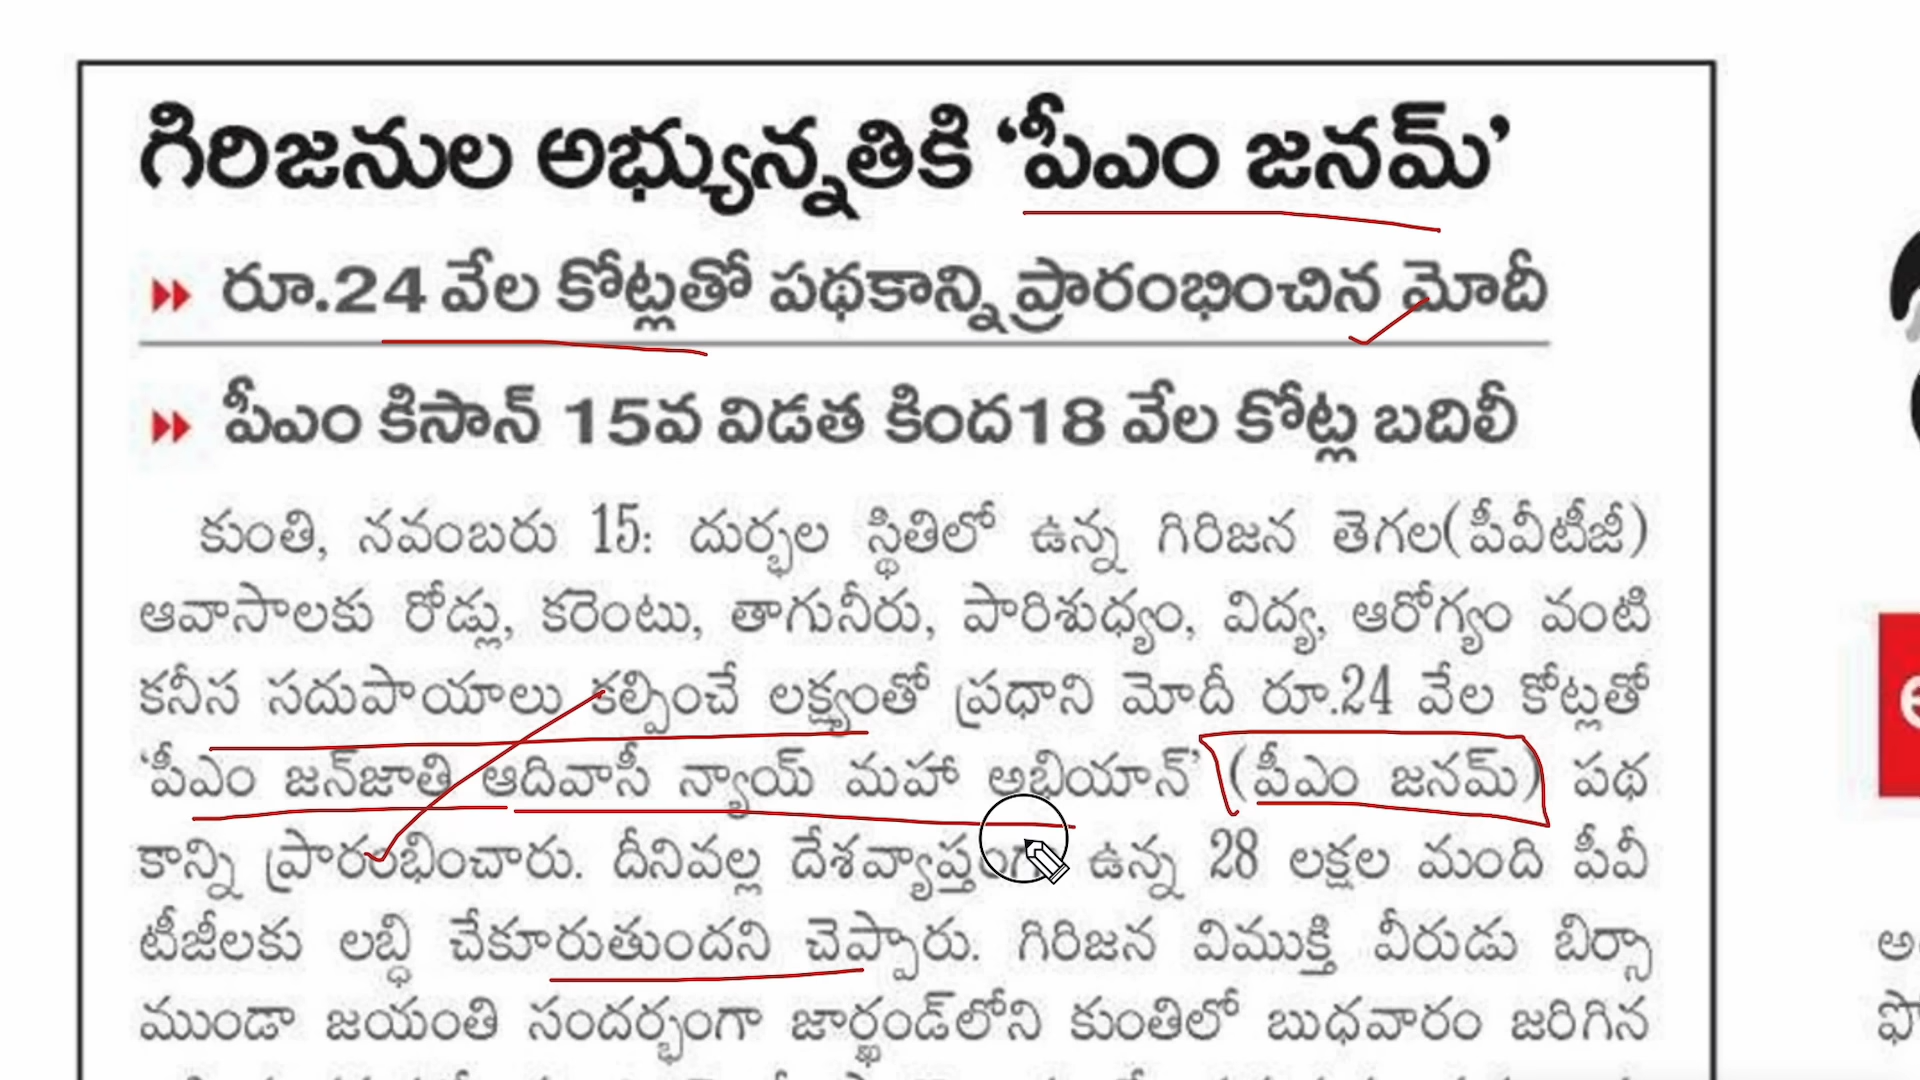 గిరిజనుల అభ్యున్నతికి ‘పీఎం జనమ్’
రూ.24 వేల కోట్లతో పథకాన్ని ప్రారంభించిన మోదీ
పీఎం కిసాన్ 15వ విడత కింద18 వేల కోట్ల బదిలీ
కుంతి, నవంబరు 15: దుర్భల స్థితిలో ఉన్న గిరిజన తెగల(పీవీటీజీ)
ఆవాసాలకు రోడ్లు, కరెంటు, తాగునీరు, పారిశుధ్యం, విద్య, ఆరోగ్యం వంటి
కనీస సదుపాయాలు కల్పించే లక్ష్యంతో ప్రధాని మోదీ రూ.24 వేల కోట్లతో
‘పీఎం జన్‌జాతి ఆదివాసీ న్యాయ్ మహా అభియాన్’ (పీఎం జనమ్) పథ
కాన్ని ప్రారంభించారు. దీనివల్ల దేశవ్యాప్తంగా ఉన్న 28 లక్షల మంది పీవీ
టీజీలకు లబ్ధి చేకూరుతుందని చెప్పారు. గిరిజన విముక్తి వీరుడు బిర్సా
ముండా జయంతి సందర్భంగా జార్ఖండ్‌లోని కుంతిలో బుధవారం జరిగిన